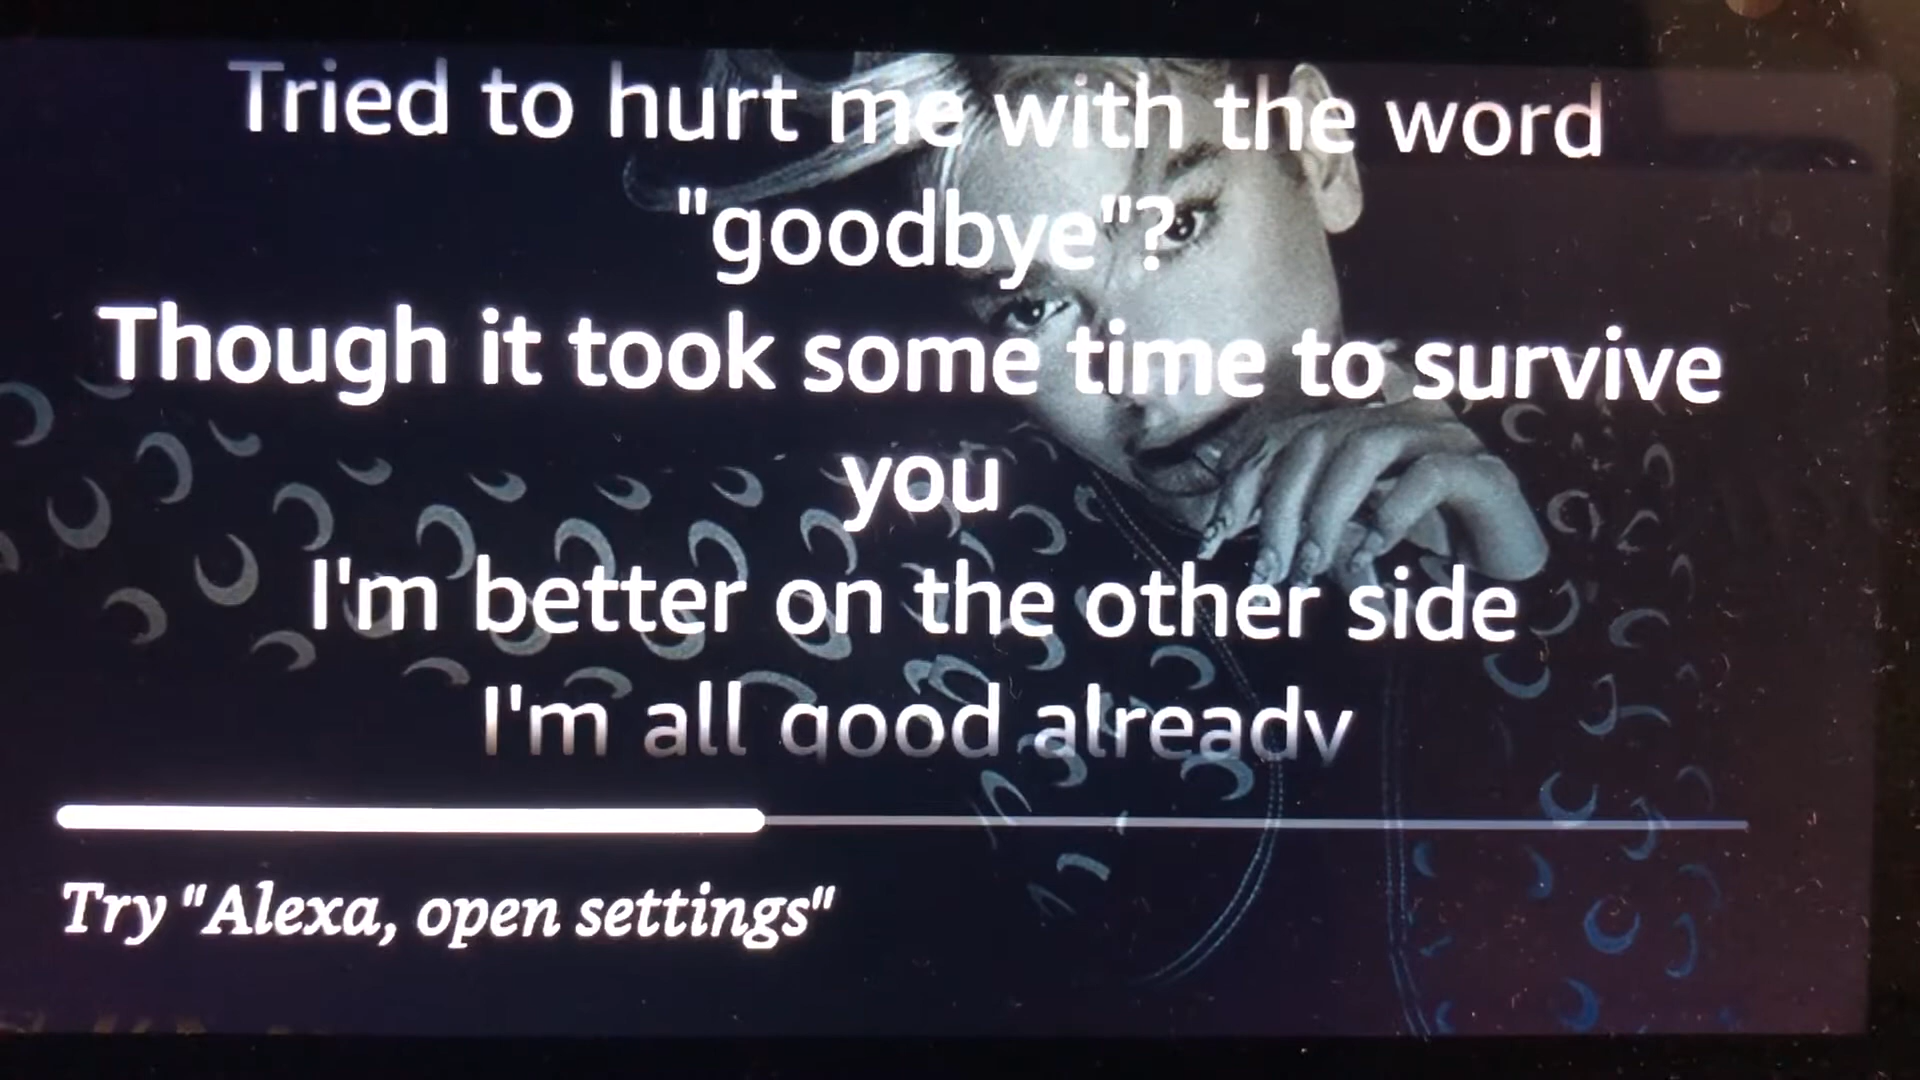 Tried to hurt me with the word
"goodbye"?
Though it took some time to survive
you
I'm better on the other side
I'm all good already
Try "Alexa, open settings"